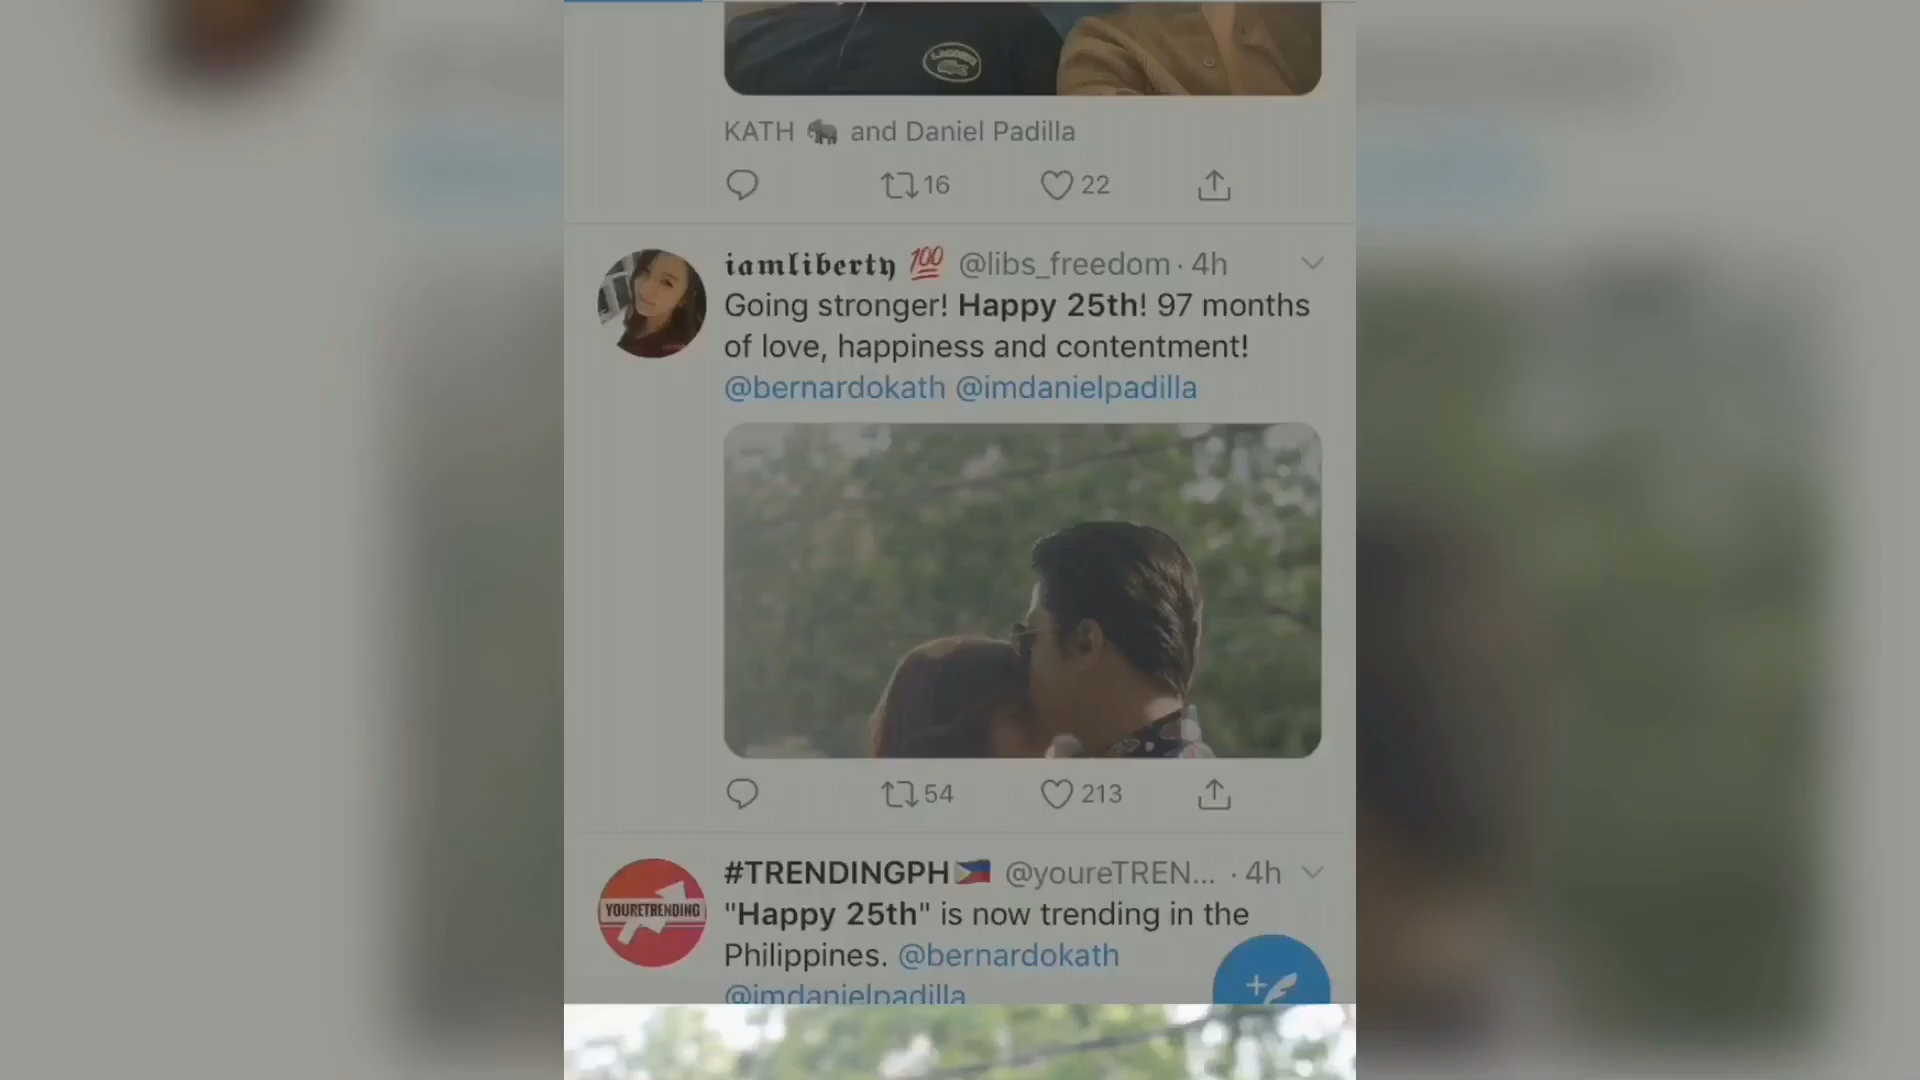 LACOSTE
KATH 🐘 and Daniel Padilla
16 22
𝖎𝖆𝖒𝖑𝖎𝖇𝖊𝖗𝖙𝖞 💯 @libs_freedom · 4h
Going stronger! Happy 25th! 97 months
of love, happiness and contentment!
@bernardokath @imdanielpadilla
54 213
#TRENDINGPH🇵🇭 @youreTREN... · 4h
YOURETRENDING
"Happy 25th" is now trending in the
Philippines. @bernardokath
@imdanielpadilla